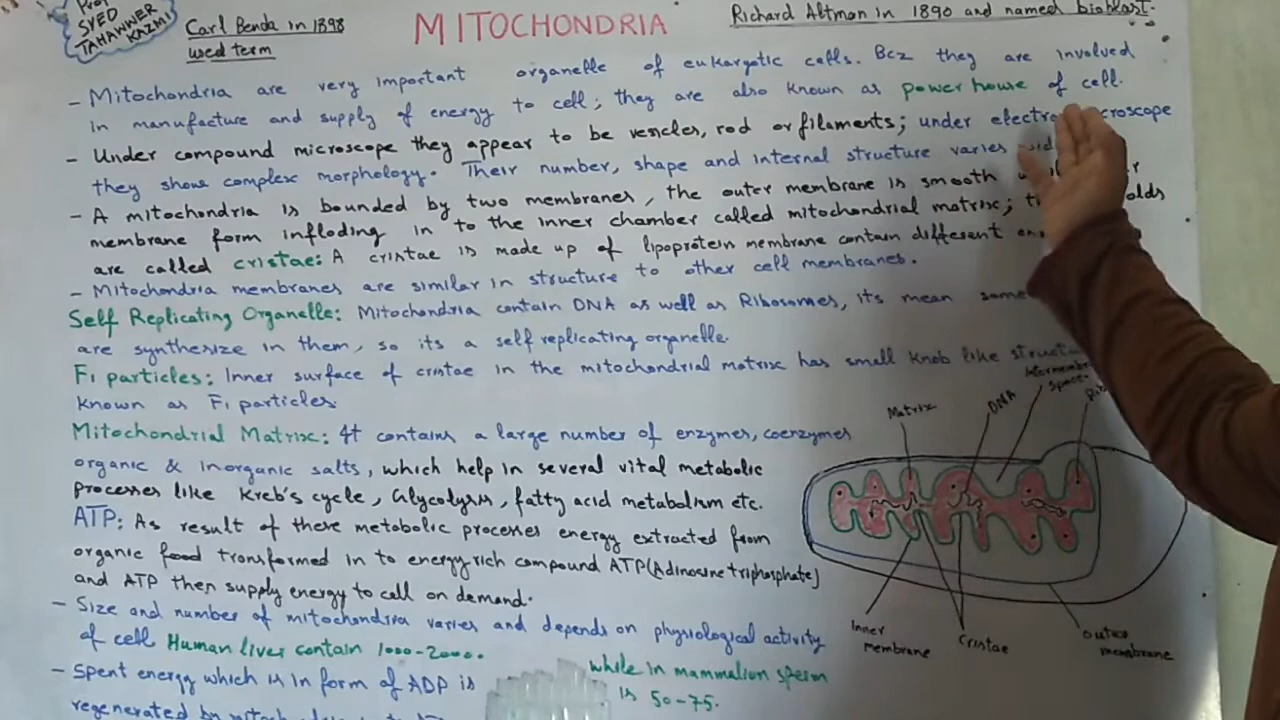 Prof
SYED
TAHAWWER
KAZMI
Carl Benda in 1898
used term
MITOCHONDRIA
Richard Altman in 1890 and named bioblast.
- Mitochondria are very important organelle of eukaryotic cells. Bcz they are involved
in manufacture and supply of energy to cell; they are also known as power house of cell.
- Under compound microscope they appear to be vesicles, rod or filaments; under
they show complex morphology. Their number, shape and internal structure varies
- A mitochondria is bounded by two membranes, the outer membrane is smooth
membrane form infloding in to the inner chamber called mitochondrial matrix;
are called cristae: A cristae is made up of lipoprotein membrane contain different
- Mitochondria membranes are similar in structure to other cell membranes.
Self Replicating Organelle: Mitochondria contain DNA as well as Ribosomes, its mean
are synthesize in them, so its a self replicating organelle.
F1 particles: Inner surface of cristae in the mitochondrial matrix has small knob like
known as F1 particles
Mitochondrial Matrix: It contains a large number of enzymes, coenzymes
organic & inorganic salts, which help in several vital metabolic
processes like Kreb's cycle, Glycolysis, fatty acid metabolism etc.
ATP: As result of these metabolic processes energy extracted from
organic food transformed in to energy rich compound ATP(Adinosine triphosphate)
and ATP then supply energy to call on demand.
- Size and number of mitochondria varies and depends on physiological activity
of cell Human liver contain 1000-2000.
while in mammalion sperm
is 50-75.
- Spent energy which is in form of ADP is
regenerated by
Matrix
DNA
space
Inner
membrane
Cristae
outer
membrane